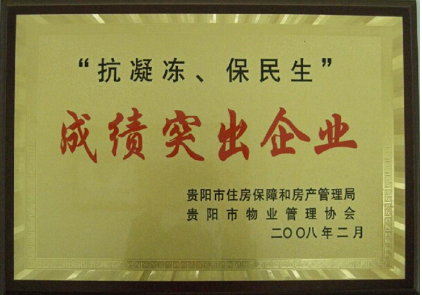 “抗凝冻、保民生”
成绩突出企业
贵阳市住房保障和房产管理局
贵阳市物业管理协会
二〇〇八年二月